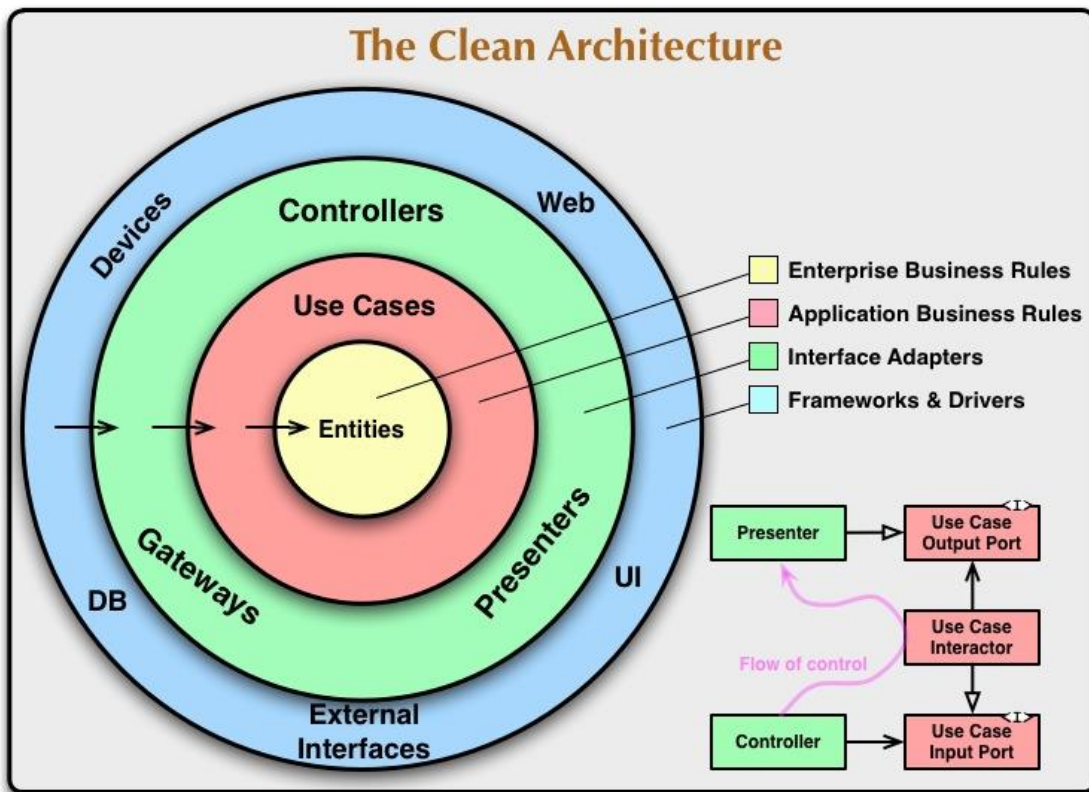 The Clean Architecture
Devices
Web
Controllers
Use Cases
Entities
Gateways
Presenters
DB
UI
External
Interfaces
Enterprise Business Rules
Application Business Rules
Interface Adapters
Frameworks & Drivers
Presenter
<I>
Use Case
Output Port
Flow of control
Use Case
Interactor
Controller
<I>
Use Case
Input Port